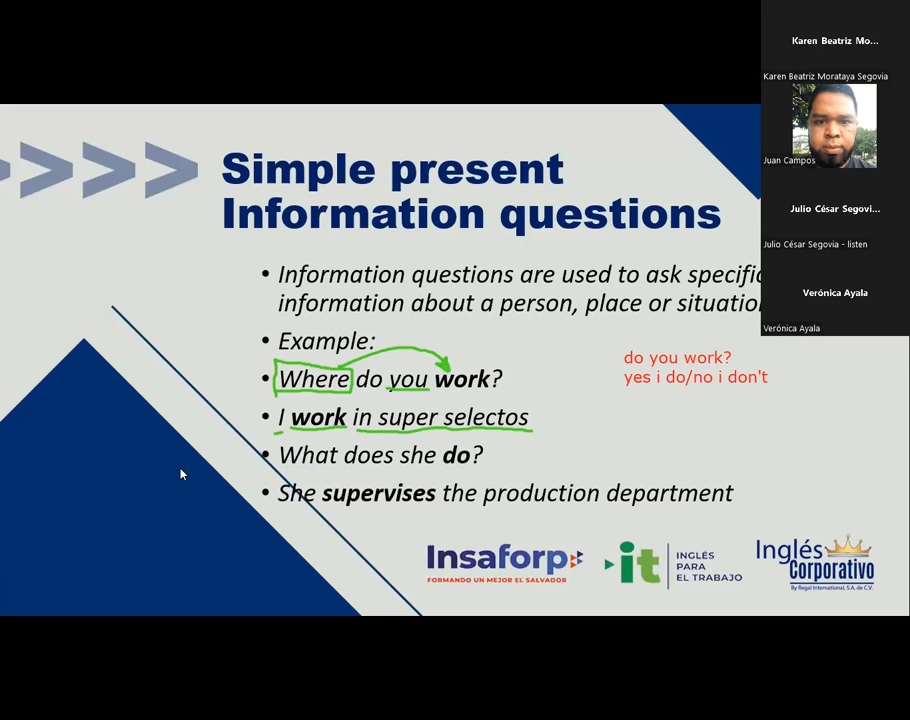 Karen Beatriz Mo...
Karen Beatriz Morataya Segovia
Juan Campos
Julio César Segovi...
Julio César Segovia - listen
Verónica Ayala
Verónica Ayala
>>>>
Simple present
Information questions
• Information questions are used to ask specific
information about a person, place or situation
• Example:
• Where do you work?
• I work in super selectos
• What does she do?
• She supervises the production department
do you work?
yes i do/no i don't
Insaforp
FORMANDO UN MEJOR EL SALVADOR
it
INGLÉS
PARA
EL TRABAJO
Inglés
Corporativo
By Regal International, S.A. de C.V.